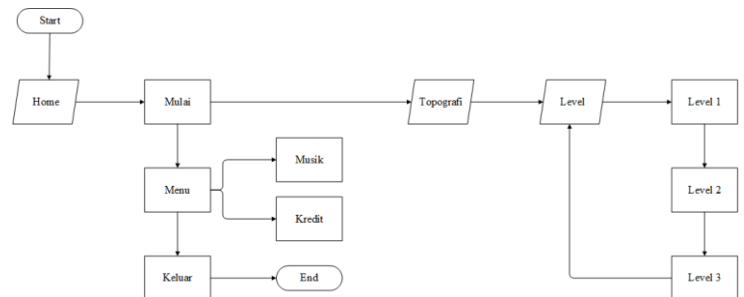 Start
Home
Mulai
Topografi
Level
Level 1
Musik
Menu
Level 2
Kredit
Keluar
End
Level 3